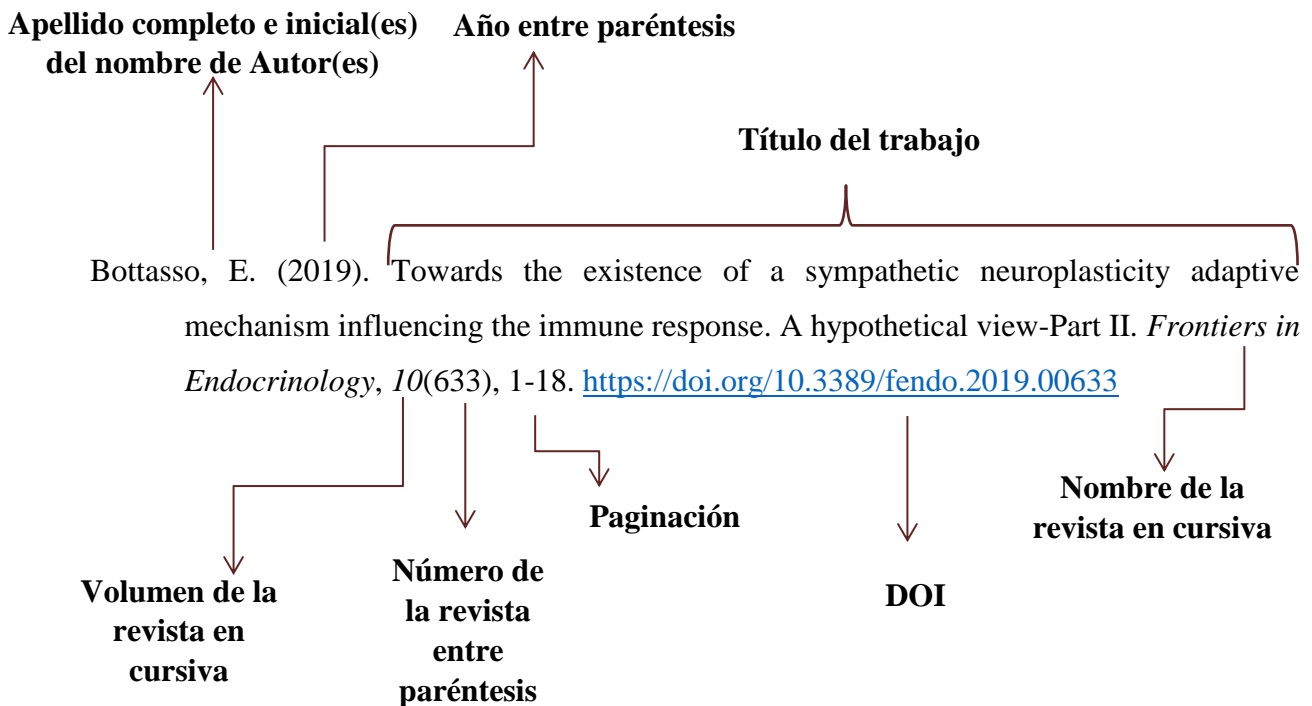 Apellido completo e inicial(es)
del nombre de Autor(es)
Año entre paréntesis
Título del trabajo
Bottasso, E. (2019). Towards the existence of a sympathetic neuroplasticity adaptive
mechanism influencing the immune response. A hypothetical view-Part II. Frontiers in
Endocrinology, 10(633), 1-18. https://doi.org/10.3389/fendo.2019.00633
Volumen de la
revista en
cursiva
Número de
la revista
entre
paréntesis
Paginación
DOI
Nombre de la
revista en cursiva